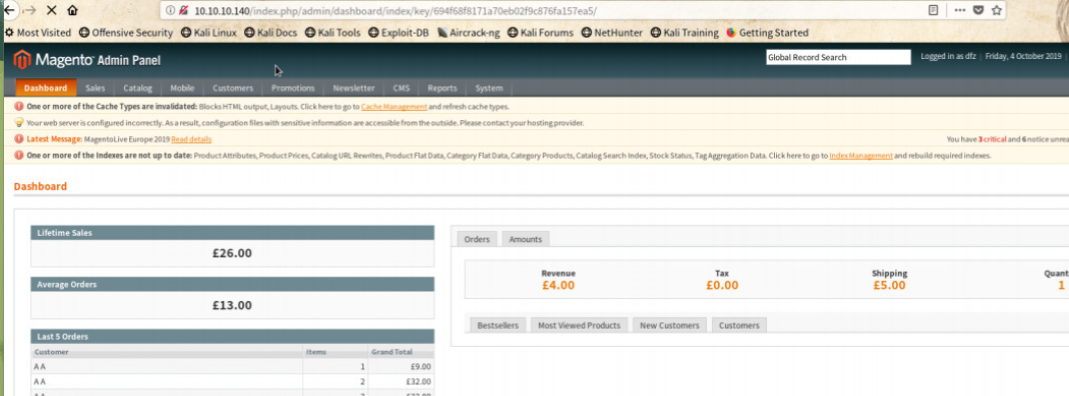 10.10.10.140/index.php/admin/dashboard/index/key/694f68f8171a70eb02f9c876fa157ea5/
Most Visited Offensive Security Kali Linux Kali Docs Kali Tools Exploit-DB Aircrack-ng Kali Forums NetHunter Kali Training Getting Started
Magento Admin Panel Global Record Search Logged in as dfz | Friday, 4 October 2019
Dashboard Sales Catalog Mobile Customers Promotions Newsletter CMS Reports System
One or more of the Cache Types are invalidated: Blocks HTML output, Layouts. Click here to go to Cache Management and refresh cache types.
Your web server is configured incorrectly. As a result, configuration files with sensitive information are accessible from the outside. Please contact your hosting provider.
Latest Message: MagentoLive Europe 2019 Read details You have 3 critical and 6 notice unrea
One or more of the Indexes are not up to date: Product Attributes, Product Prices, Catalog URL Rewrites, Product Flat Data, Category Flat Data, Category Products, Catalog Search Index, Stock Status, Tag Aggregation Data. Click here to go to Index Management and rebuild required indexes.
Dashboard
Lifetime Sales
£26.00
Average Orders
£13.00
Last 5 Orders
Customer Items Grand Total
A A 1 £9.00
A A 2 £32.00
Orders Amounts
Revenue Tax Shipping Quant
£4.00 £0.00 £5.00 1
Bestsellers Most Viewed Products New Customers Customers